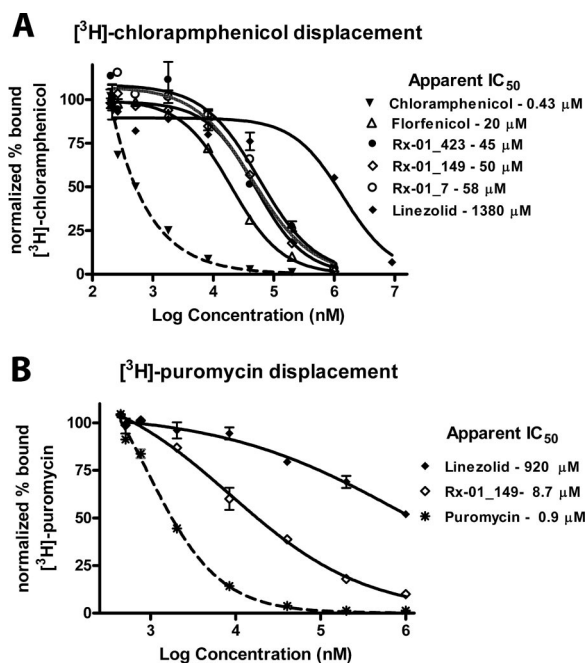 A
[³H]-chlorapmphenicol displacement
normalized % bound
[³H]-chloramphenicol
100
75
50
25
0
2 3 4 5 6 7
Log Concentration (nM)
Apparent IC₅₀
Chloramphenicol - 0.43 µM
Florfenicol - 20 µM
Rx-01_423 - 45 µM
Rx-01_149 - 50 µM
Rx-01_7 - 58 µM
Linezolid - 1380 µM
B
[³H]-puromycin displacement
normalized % bound
[³H]-puromycin
100
75
50
25
0
3 4 5 6
Log Concentration (nM)
Apparent IC₅₀
Linezolid - 920 µM
Rx-01_149- 8.7 µM
Puromycin - 0.9 µM